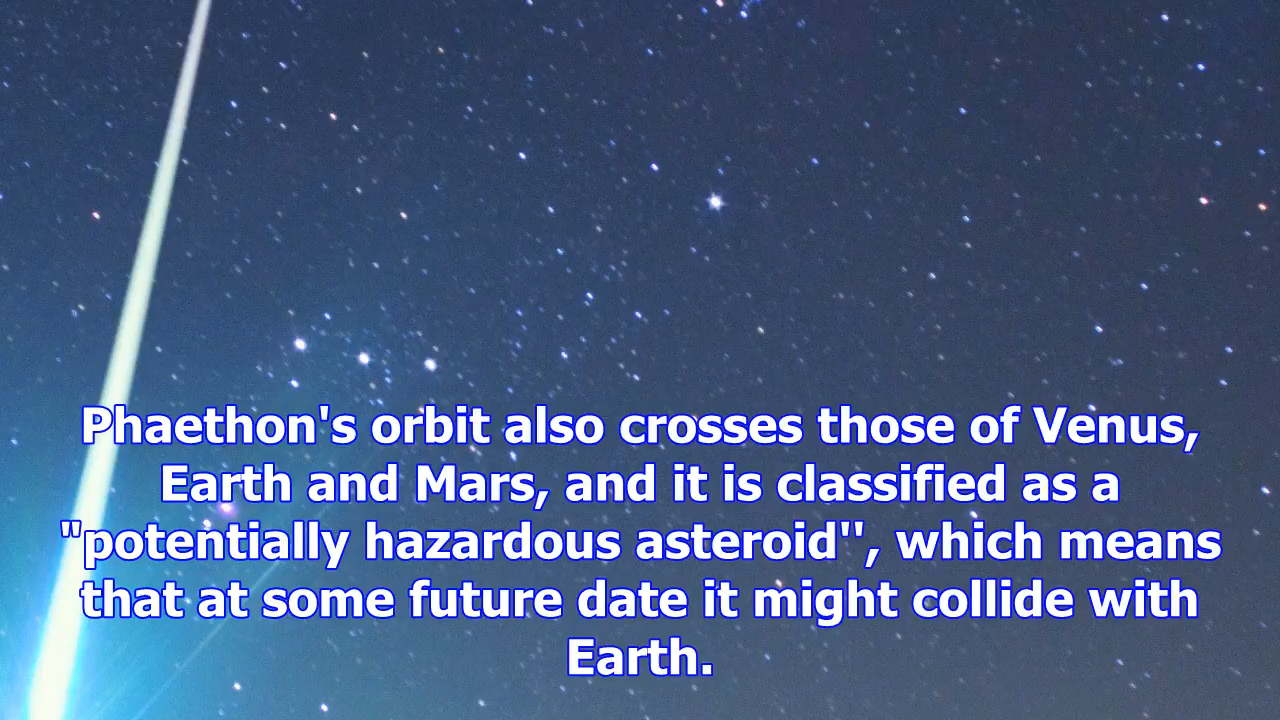 Phaethon's orbit also crosses those of Venus,
Earth and Mars, and it is classified as a
"potentially hazardous asteroid'', which means
that at some future date it might collide with
Earth.